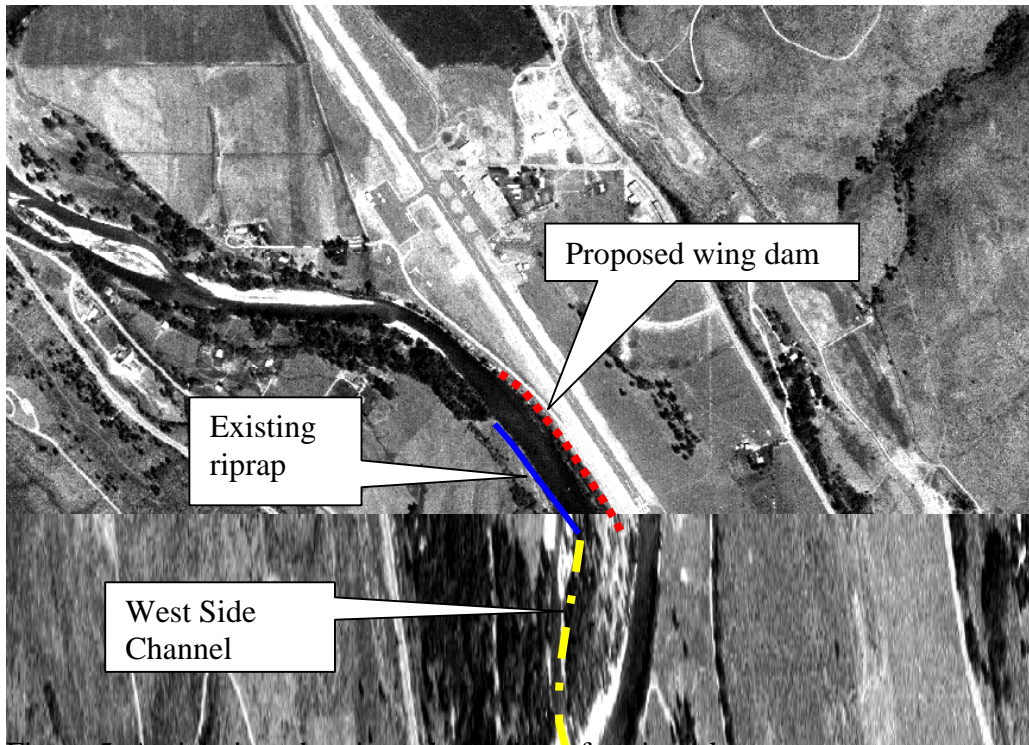 Proposed wing dam
Existing
riprap
West Side
Channel